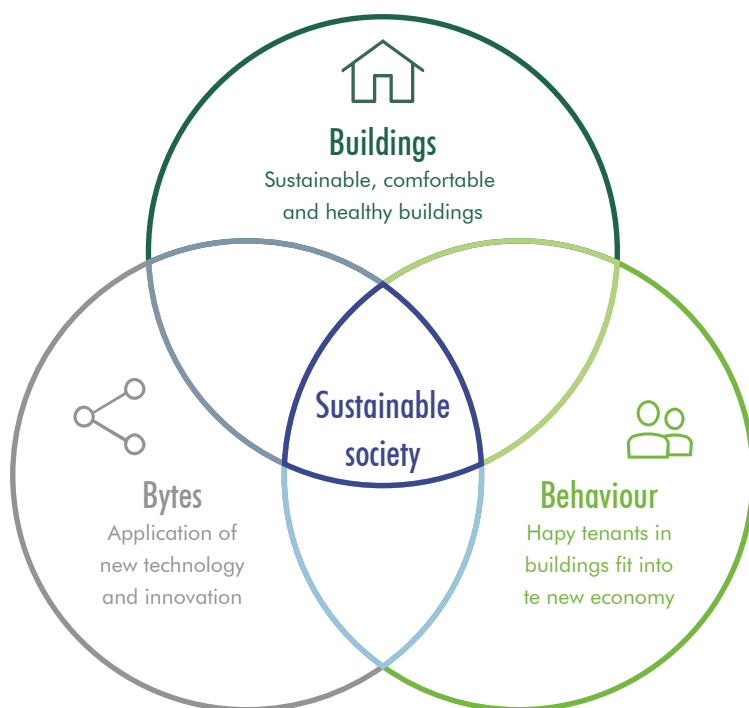 Buildings
Sustainable, comfortable
and healthy buildings
Sustainable
society
Bytes
Application of
new technology
and innovation
Behaviour
Hapy tenants in
buildings fit into
te new economy